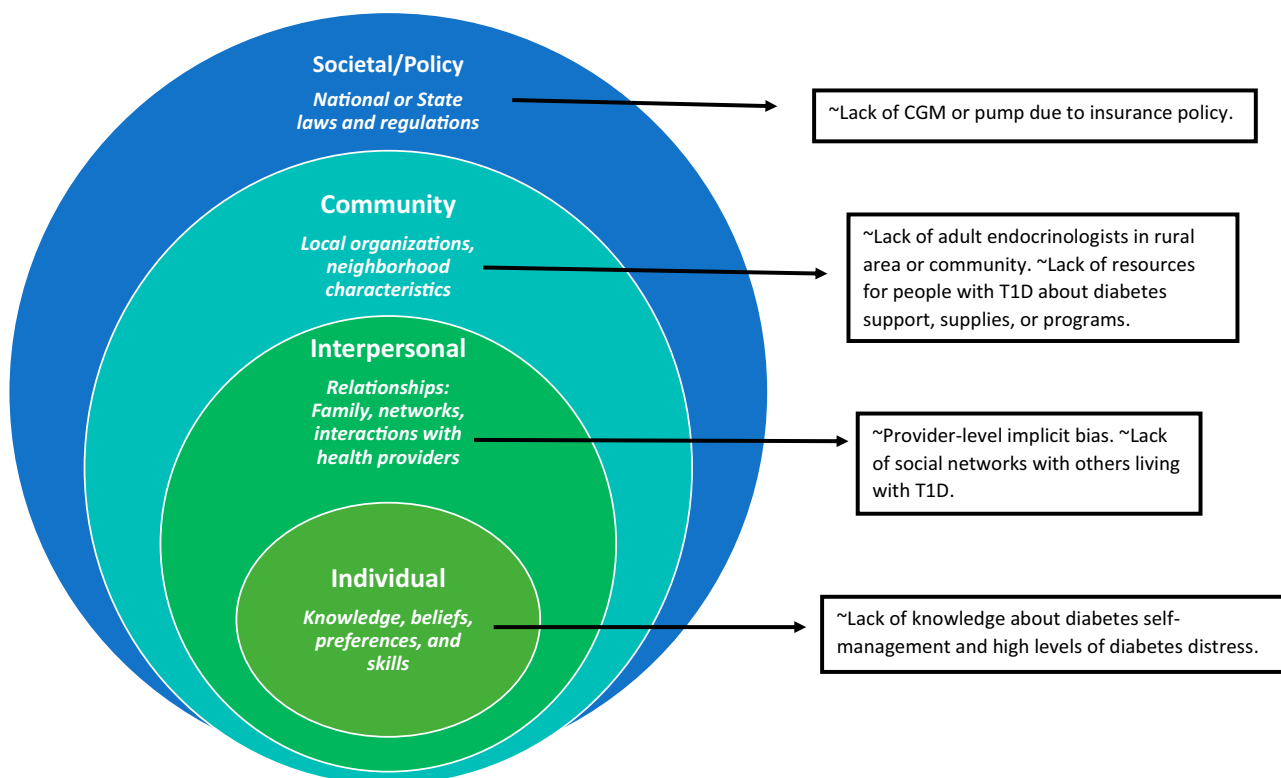 Societal/Policy
National or State
laws and regulations
~Lack of CGM or pump due to insurance policy.
Community
Local organizations,
neighborhood
characteristics
~Lack of adult endocrinologists in rural
area or community. ~Lack of resources
for people with T1D about diabetes
support, supplies, or programs.
Interpersonal
Relationships:
Family, networks,
interactions with
health providers
~Provider-level implicit bias. ~Lack
of social networks with others living
with T1D.
Individual
Knowledge, beliefs,
preferences, and
skills
~Lack of knowledge about diabetes self-
management and high levels of diabetes distress.